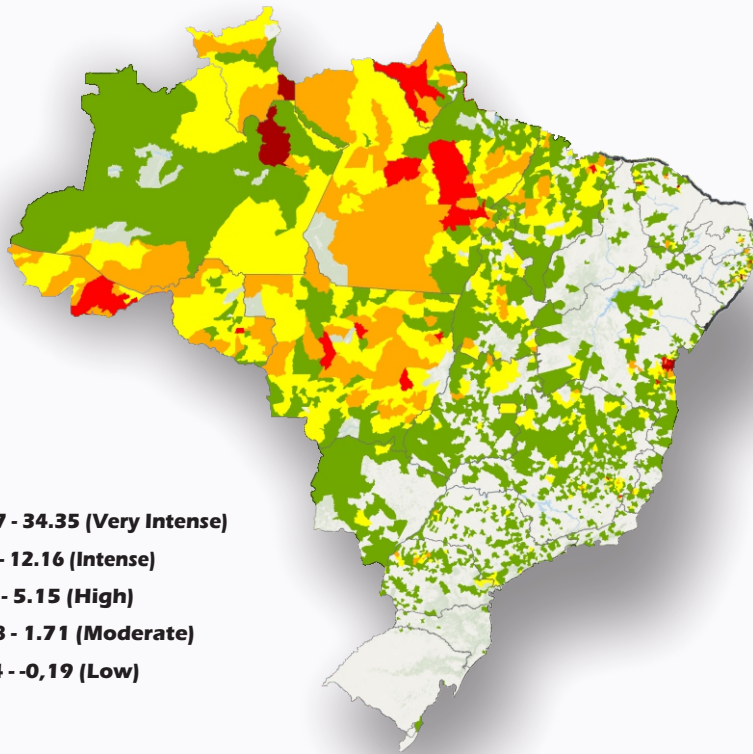 7 - 34.35 (Very Intense)
- 12.16 (Intense)
- 5.15 (High)
3 - 1.71 (Moderate)
4 - -0,19 (Low)